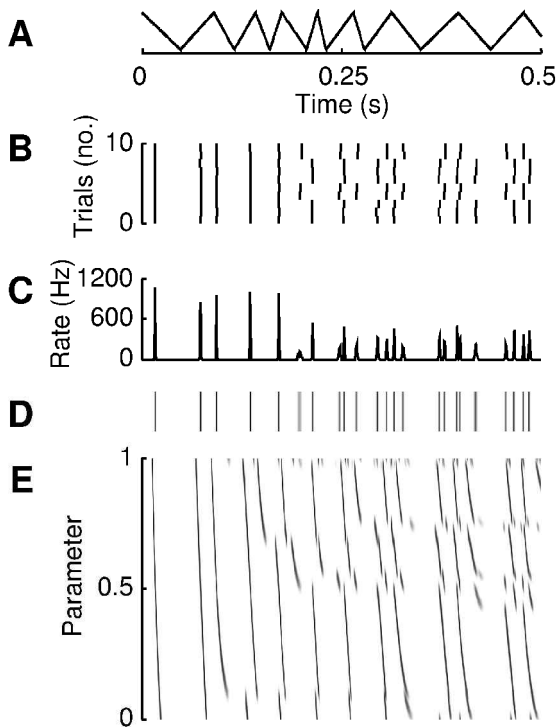 A
0
0.25
0.5
Time (s)
B
Trials (no.)
10
0
C
Rate (Hz)
1200
600
0
D
E
Parameter
1
0.5
0